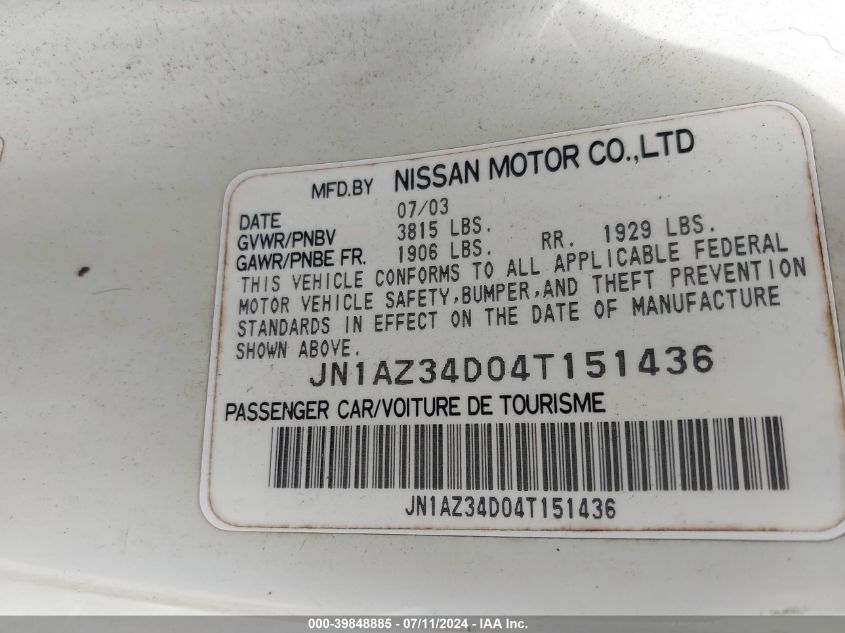 MFD.BY NISSAN MOTOR CO.,LTD
DATE 07/03
GVWR/PNBV 3815 LBS.
GAWR/PNBE FR. 1906 LBS. RR. 1929 LBS.
THIS VEHICLE CONFORMS TO ALL APPLICABLE FEDERAL
MOTOR VEHICLE SAFETY,BUMPER,AND THEFT PREVENTION
STANDARDS IN EFFECT ON THE DATE OF MANUFACTURE
SHOWN ABOVE.
JN1AZ34D04T151436
PASSENGER CAR/VOITURE DE TOURISME
JN1AZ34D04T151436
000-39848885 - 07/11/2024 - IAA Inc.